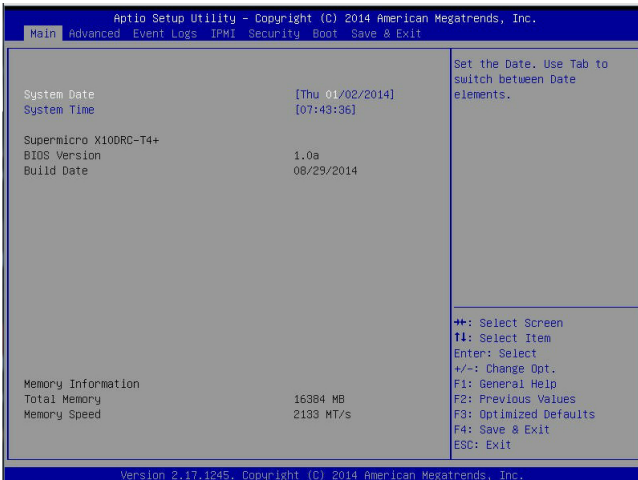 Aptio Setup Utility – Copyright (C) 2014 American Megatrends, Inc.
Main Advanced Event Logs IPMI Security Boot Save & Exit
System Date [Thu 01/02/2014]
System Time [07:43:36]
Supermicro X10DRC-T4+
BIOS Version 1.0a
Build Date 08/29/2014
Memory Information
Total Memory 16384 MB
Memory Speed 2133 MT/s
Set the Date. Use Tab to
switch between Date
elements.
→←: Select Screen
↑↓: Select Item
Enter: Select
+/-: Change Opt.
F1: General Help
F2: Previous Values
F3: Optimized Defaults
F4: Save & Exit
ESC: Exit
Version 2.17.1245. Copyright (C) 2014 American Megatrends, Inc.